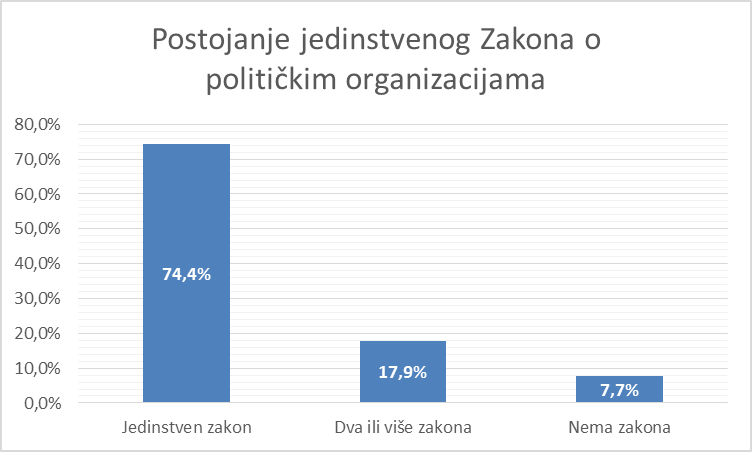 Postojanje jedinstvenog Zakona o
političkim organizacijama
80,0%
70,0%
60,0%
50,0%
40,0%
30,0%
20,0%
10,0%
0,0%
74,4%
17,9%
7,7%
Jedinstven zakon
Dva ili više zakona
Nema zakona